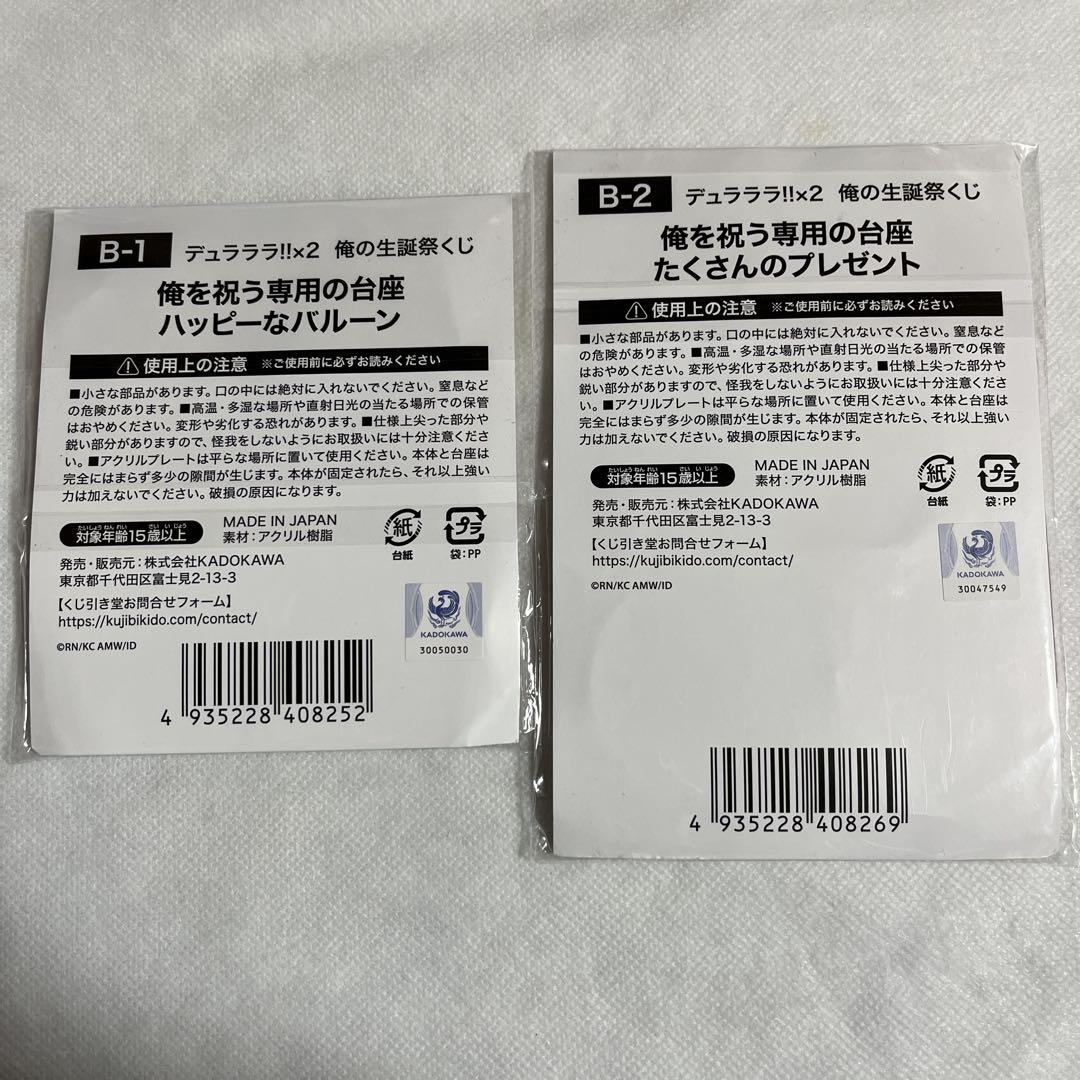 B-1 デュラララ!!×2 俺の生誕祭くじ
俺を祝う専用の台座
ハッピーなバルーン
使用上の注意 ※ご使用前に必ずお読みください
■小さな部品があります。口の中には絶対に入れないでください。窒息など
の危険があります。■高温・多湿な場所や直射日光の当たる場所での保管
はおやめください。変形や劣化する恐れがあります。■仕様上尖った部分や
鋭い部分がありますので、怪我をしないようにお取扱いには十分注意くださ
い。■アクリルプレートは平らな場所に置いて使用ください。本体と台座は
完全にはまらず多少の隙間が生じます。本体が固定されたら、それ以上強い
力は加えないでください。破損の原因になります。
たいしょうねんれい さい いじょう
対象年齢15歳以上
MADE IN JAPAN
素材:アクリル樹脂
紙
台紙
プラ
袋:PP
発売・販売元:株式会社KADOKAWA
東京都千代田区富士見2-13-3
【くじ引き堂お問合せフォーム】
https://kujibikido.com/contact/
©RN/KC AMW/ID
KADOKAWA
30050030
4 935228 408252
B-2 デュラララ!!×2 俺の生誕祭くじ
俺を祝う専用の台座
たくさんのプレゼント
使用上の注意 ※ご使用前に必ずお読みください
■小さな部品があります。口の中には絶対に入れないでください。窒息など
の危険があります。■高温・多湿な場所や直射日光の当たる場所での保管
はおやめください。変形や劣化する恐れがあります。■仕様上尖った部分や
鋭い部分がありますので、怪我をしないようにお取扱いには十分注意くださ
い。■アクリルプレートは平らな場所に置いて使用ください。本体と台座は
完全にはまらず多少の隙間が生じます。本体が固定されたら、それ以上強い
力は加えないでください。破損の原因になります。
たいしょうねんれい さい いじょう
対象年齢15歳以上
MADE IN JAPAN
素材:アクリル樹脂
紙
台紙
プラ
袋:PP
発売・販売元:株式会社KADOKAWA
東京都千代田区富士見2-13-3
【くじ引き堂お問合せフォーム】
https://kujibikido.com/contact/
©RN/KC AMW/ID
KADOKAWA
30047549
4 935228 408269